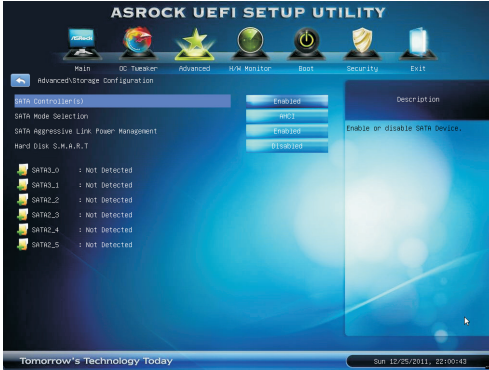 ASROCK UEFI SETUP UTILITY
ASRock
Main OC Tweaker Advanced H/W Monitor Boot Security Exit
Advanced\Storage Configuration
Description
SATA Controller(s) Enabled
SATA Mode Selection AHCI
SATA Aggressive Link Power Management Enabled
Hard Disk S.M.A.R.T Disabled
Enable or disable SATA Device.
SATA3_0 : Not Detected
SATA3_1 : Not Detected
SATA2_2 : Not Detected
SATA2_3 : Not Detected
SATA2_4 : Not Detected
SATA2_5 : Not Detected
Tomorrow's Technology Today
Sun 12/25/2011, 22:00:43